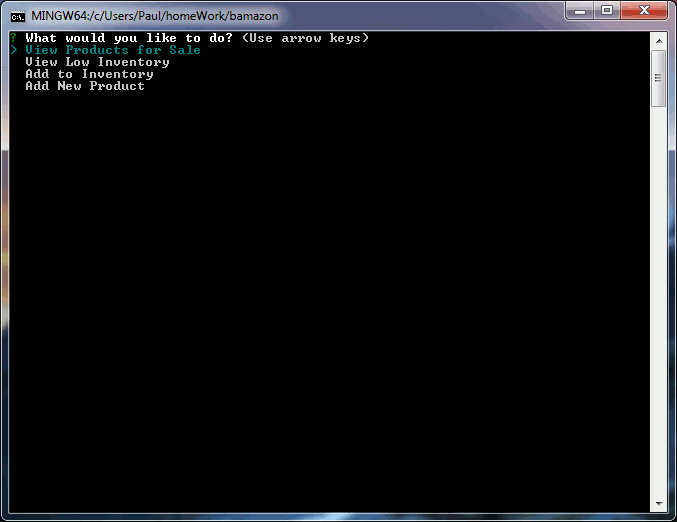 MINGW64:/c/Users/Paul/homeWork/bamazon
? What would you like to do? (Use arrow keys)
> View Products for Sale
View Low Inventory
Add to Inventory
Add New Product